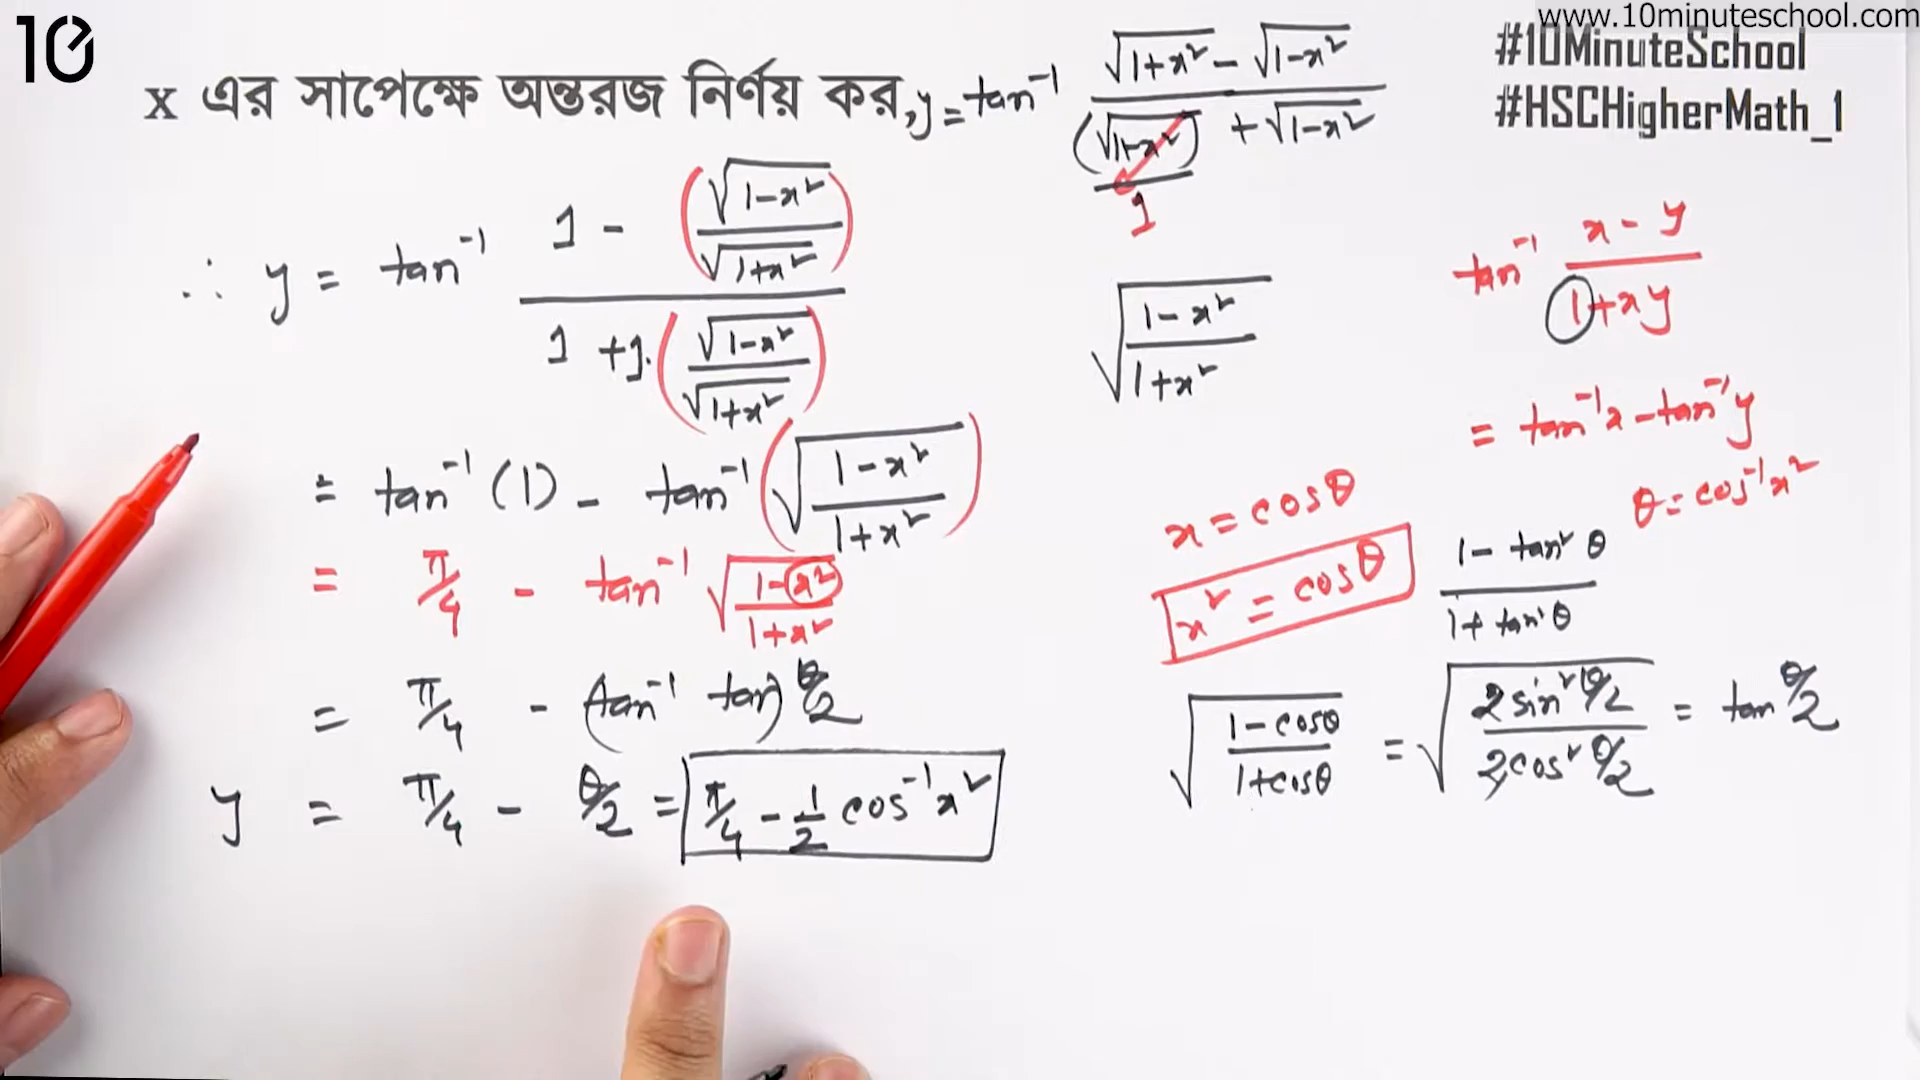 10
www.10minuteschool.com
#10MinuteSchool
#HSCHigherMath_1
x এর সাপেক্ষে অন্তরজ নির্ণয় কর, y = tan⁻¹ (√(1+x²) - √(1-x²)) / ((√(1+x²)) + √(1-x²))
1
∴ y = tan⁻¹ (1 - (√(1-x²)/√(1+x²))) / (1 + 1·(√(1-x²)/√(1+x²)))
√((1-x²)/(1+x²))
tan⁻¹ (x-y)/(1+xy)
= tan⁻¹x - tan⁻¹y
= tan⁻¹(1) - tan⁻¹(√((1-x²)/(1+x²)))
x = cosθ
θ = cos⁻¹x²
= π/4 - tan⁻¹ √((1-x²)/(1+x²))
x² = cosθ
(1 - tan²θ)/(1 + tan²θ)
= π/4 - (tan⁻¹ tan) θ/2
√((1-cosθ)/(1+cosθ)) = √((2sin²θ/2)/(2cos²θ/2)) = tan θ/2
y = π/4 - θ/2 = π/4 - 1/2 cos⁻¹x²